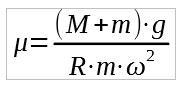 μ = ((M+m)·g)/(R·m·ω²)